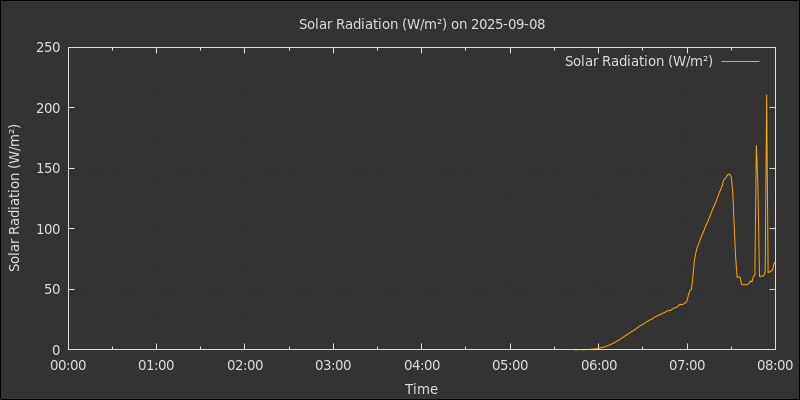 Solar Radiation (W/m²) on 2025-09-08
Solar Radiation (W/m²)
250
200
150
100
50
0
Solar Radiation (W/m²)
00:00 01:00 02:00 03:00 04:00 05:00 06:00 07:00 08:00
Time